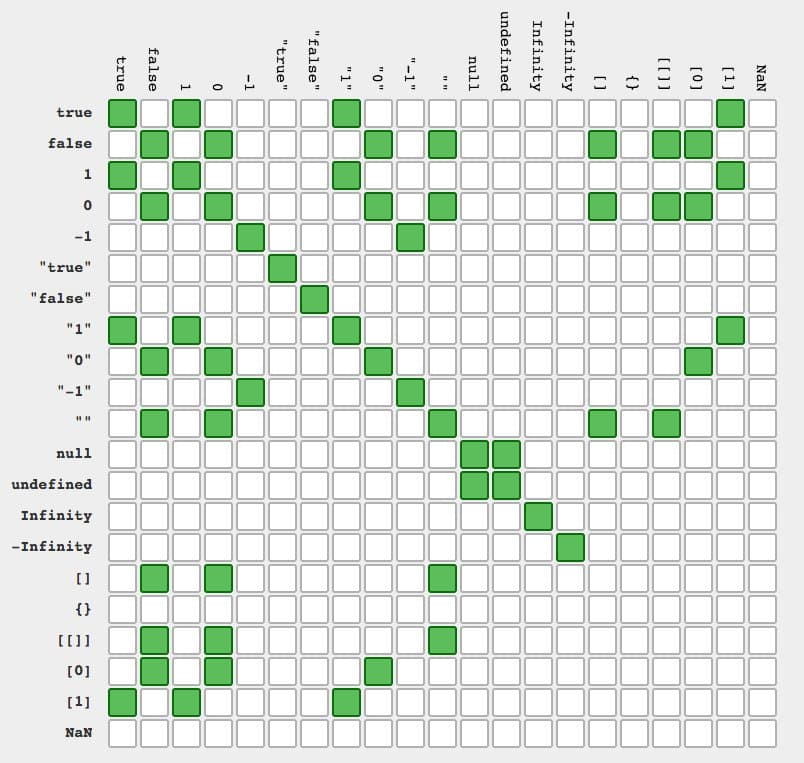 true
false
1
0
-1
"true"
"false"
"1"
"0"
"-1"
""
null
undefined
Infinity
-Infinity
[]
{}
[[]]
[0]
[1]
NaN
true
false
1
0
-1
"true"
"false"
"1"
"0"
"-1"
""
null
undefined
Infinity
-Infinity
[]
{}
[[]]
[0]
[1]
NaN